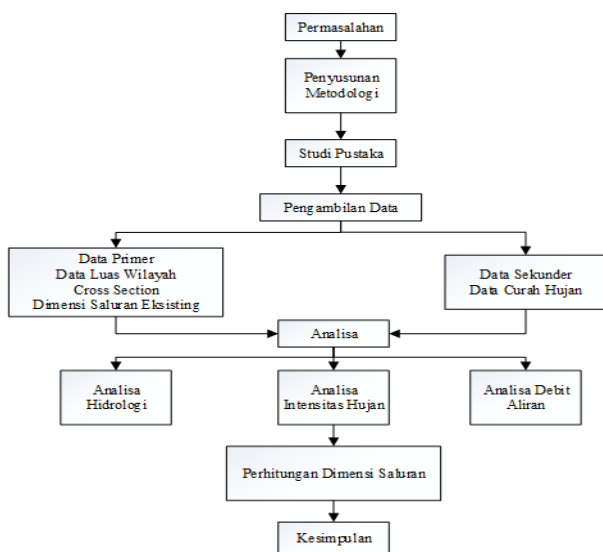 Permasalahan
Penyusunan
Metodologi
Studi Pustaka
Pengambilan Data
Data Primer
Data Luas Wilayah
Cross Section
Dimensi Saluran Eksisting
Data Sekunder
Data Curah Hujan
Analisa
Analisa
Hidrologi
Analisa
Intensitas Hujan
Analisa Debit
Aliran
Perhitungan Dimensi Saluran
Kesimpulan